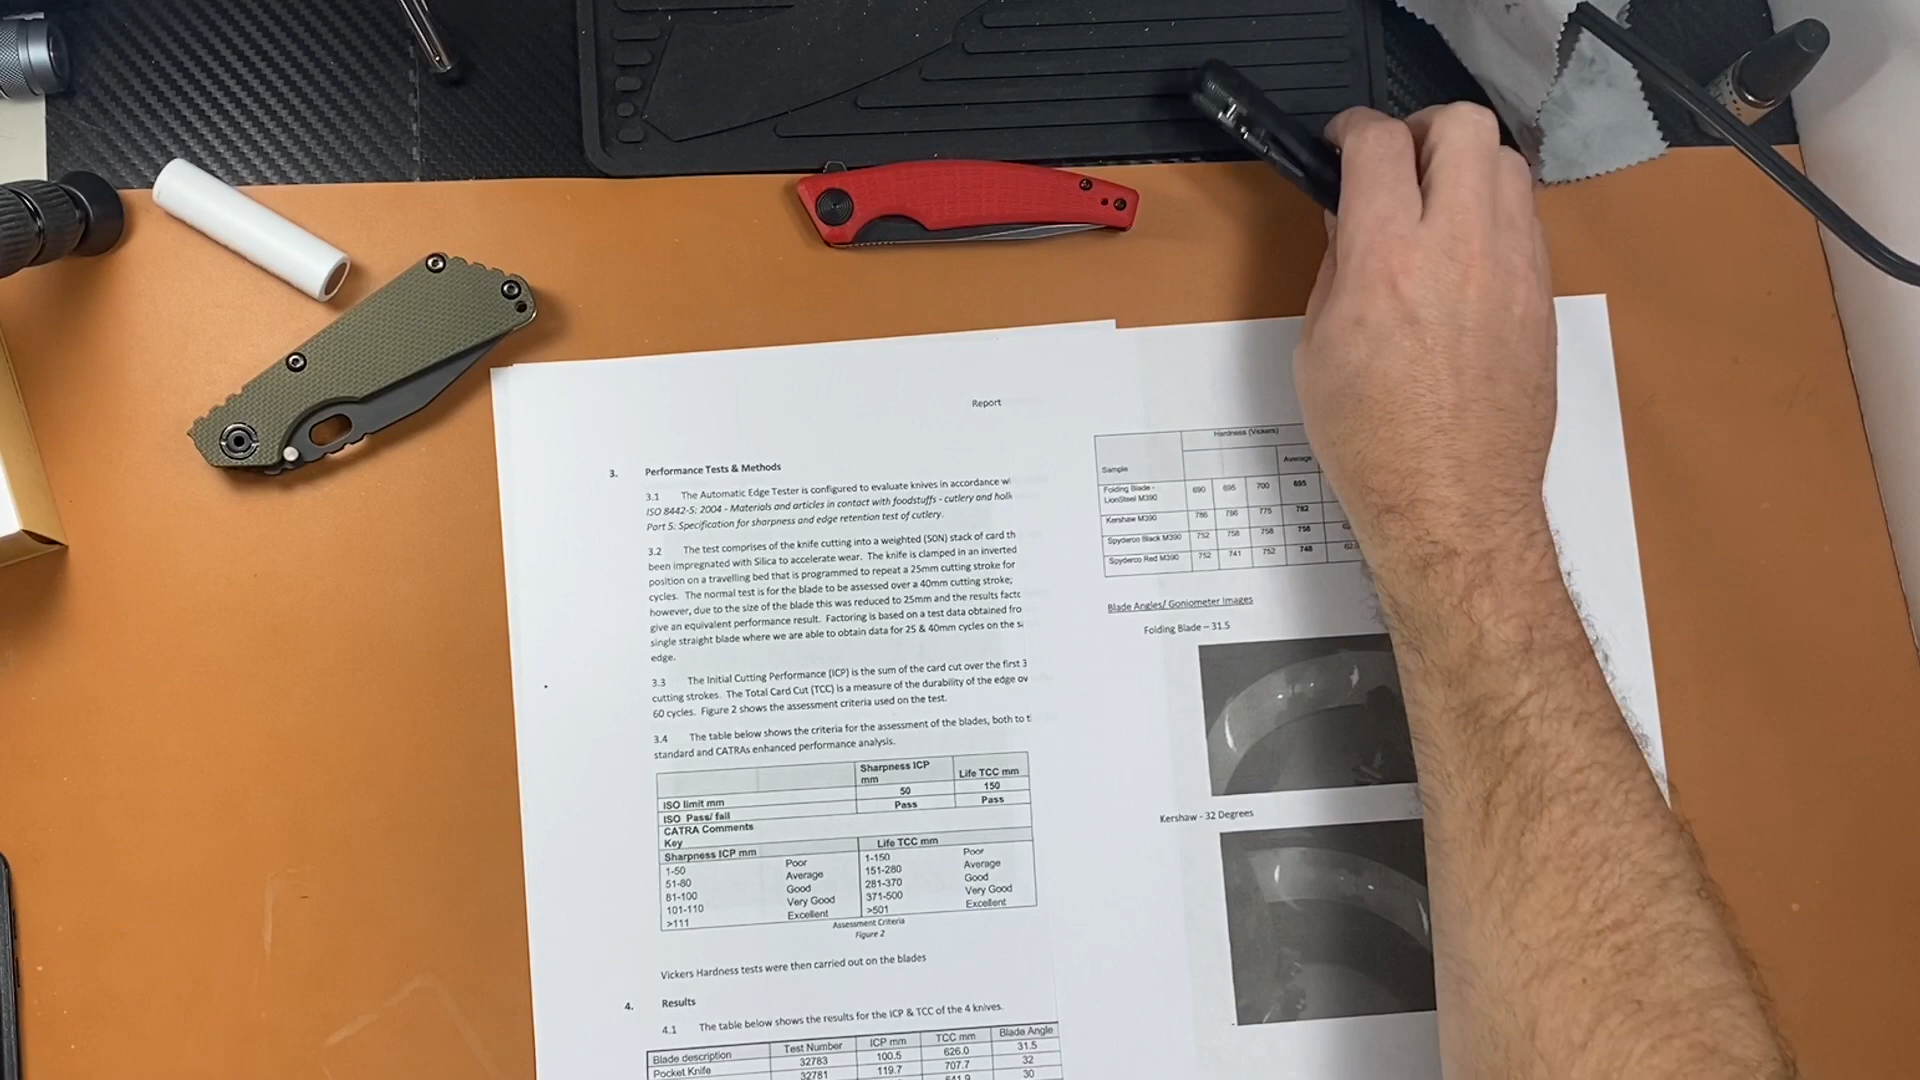 Report
3. Performance Tests & Methods
3.1 The Automatic Edge Tester is configured to evaluate knives in accordance
ISO 8442-5: 2004 - Materials and articles in contact with foodstuffs - cutlery and
Part 5: Specification for sharpness and edge retention test of cutlery.
3.2 The test comprises of the knife cutting into a weighted (50N) stack of card
been impregnated with Silica to accelerate wear. The knife is clamped in an inverted
position on a travelling bed that is programmed to repeat a 25mm cutting stroke for
cycles. The normal test is for the blade to be assessed over a 40mm cutting stroke;
however, due to the size of the blade this was reduced to 25mm and the results
give an equivalent performance result. Factoring is based on a test data obtained
single straight blade where we are able to obtain data for 25 & 40mm cycles on the
edge.
3.3 The Initial Cutting Performance (ICP) is the sum of the card cut over the first 3
cutting strokes. The Total Card Cut (TCC) is a measure of the durability of the edge
60 cycles. Figure 2 shows the assessment criteria used on the test.
3.4 The table below shows the criteria for the assessment of the blades, both to
standard and CATRAs enhanced performance analysis.
Sharpness ICP mm Life TCC mm
ISO limit mm 50 150
ISO Pass/ fail Pass Pass
CATRA Comments
Key
Sharpness ICP mm Life TCC mm
1-50 Poor 1-150 Poor
51-80 Average 151-280 Average
81-100 Good 281-370 Good
101-110 Very Good 371-500 Very Good
>111 Excellent >501 Excellent
Assessment Criteria
Figure 2
Vickers Hardness tests were then carried out on the blades
4. Results
4.1 The table below shows the results for the ICP & TCC of the 4 knives.
Blade description Test Number ICP mm TCC mm Blade Angle
Pocket Knife 32783 100.5 626.0 31.5
32781 119.7 707.7 32
30
Hardness (Vickers)
Sample Average
Folding Blade - LionSteel M390 690 695 700 695
Kershaw M390 786 786 775 782
Spyderco Black M390 752 758 758 756
Spyderco Red M390 752 741 752 748
Blade Angles/ Goniometer Images
Folding Blade – 31.5
Kershaw - 32 Degrees